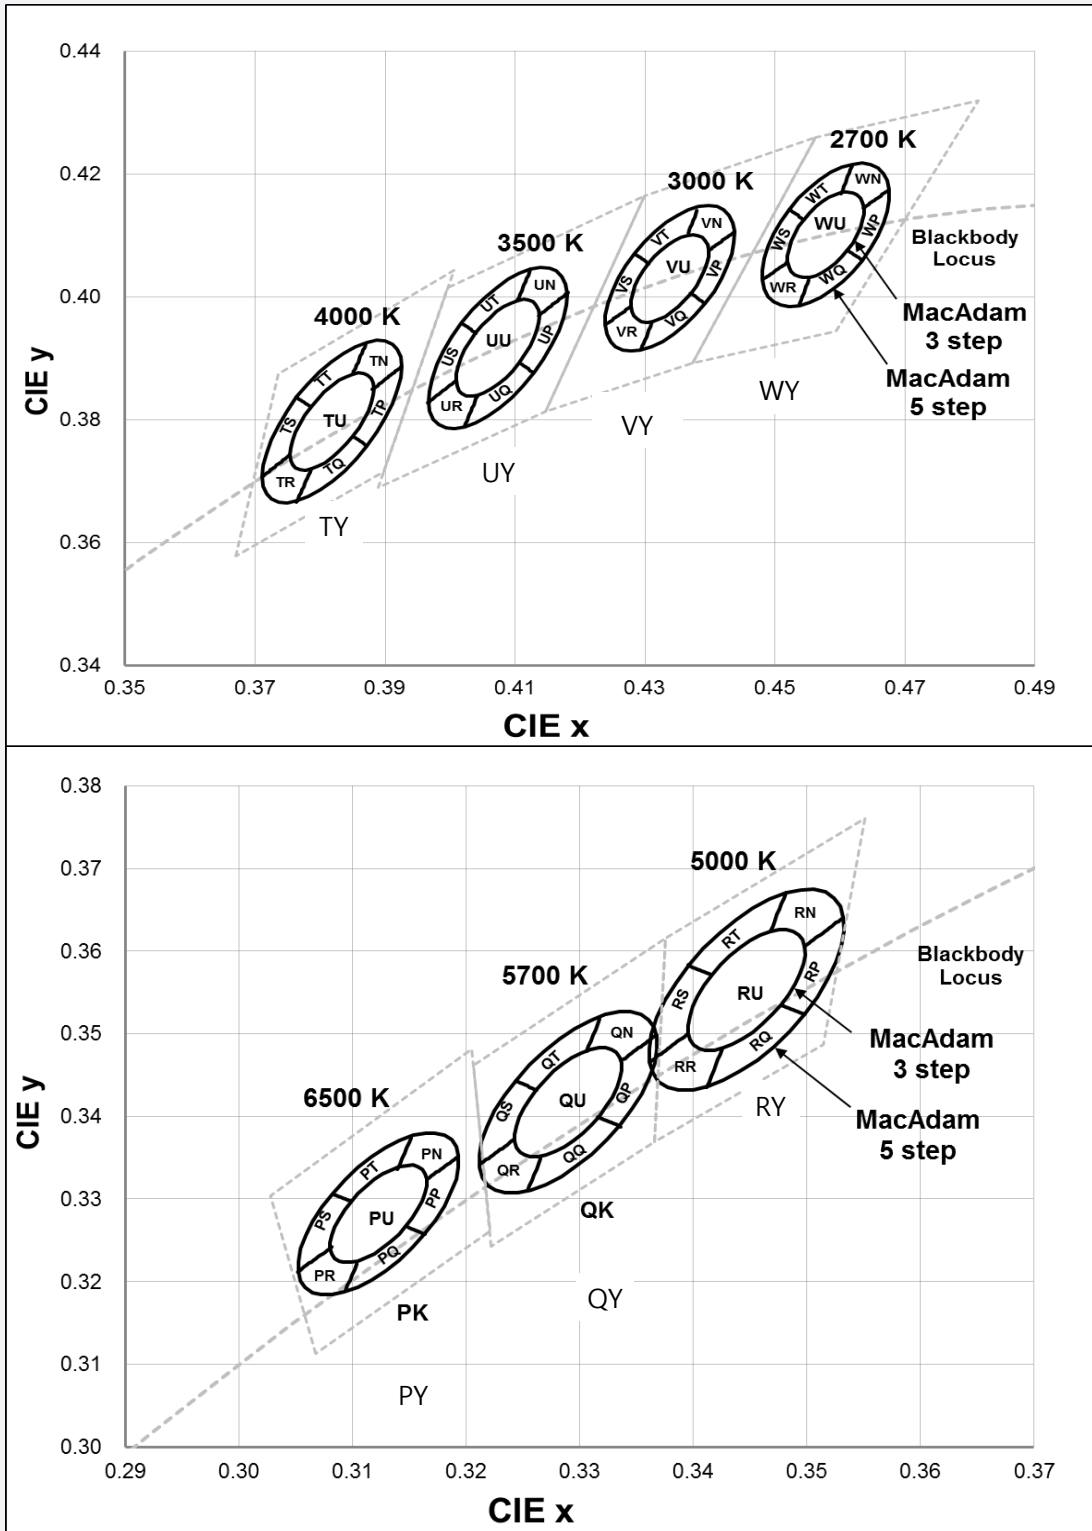 0.44
0.42
0.40
0.38
0.36
0.34
CIE y
2700 K
3000 K
3500 K
4000 K
WT
WN
WS
WU
WP
WR
WQ
VT
VN
VS
VU
VP
VR
VQ
UT
UN
US
UU
UP
UR
UQ
TT
TN
TS
TU
TP
TR
TQ
Blackbody
Locus
MacAdam
3 step
MacAdam
5 step
WY
VY
UY
TY
0.35
0.37
0.39
0.41
0.43
0.45
0.47
0.49
CIE x
0.38
0.37
0.36
0.35
0.34
0.33
0.32
0.31
0.30
CIE y
5000 K
5700 K
6500 K
RT
RN
RS
RU
RP
RR
RQ
QT
QN
QS
QU
QP
QR
QQ
PT
PN
PS
PU
PP
PR
PQ
Blackbody
Locus
MacAdam
3 step
MacAdam
5 step
RY
QK
QY
PK
PY
0.29
0.30
0.31
0.32
0.33
0.34
0.35
0.36
0.37
CIE x